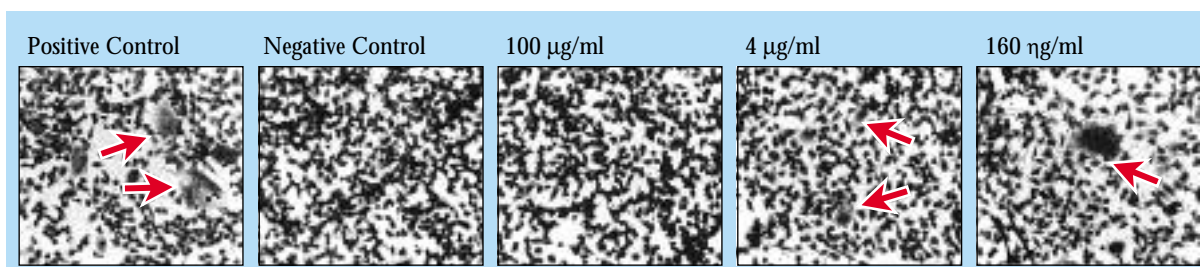 Positive Control
Negative Control
100 µg/ml
4 µg/ml
160 ηg/ml